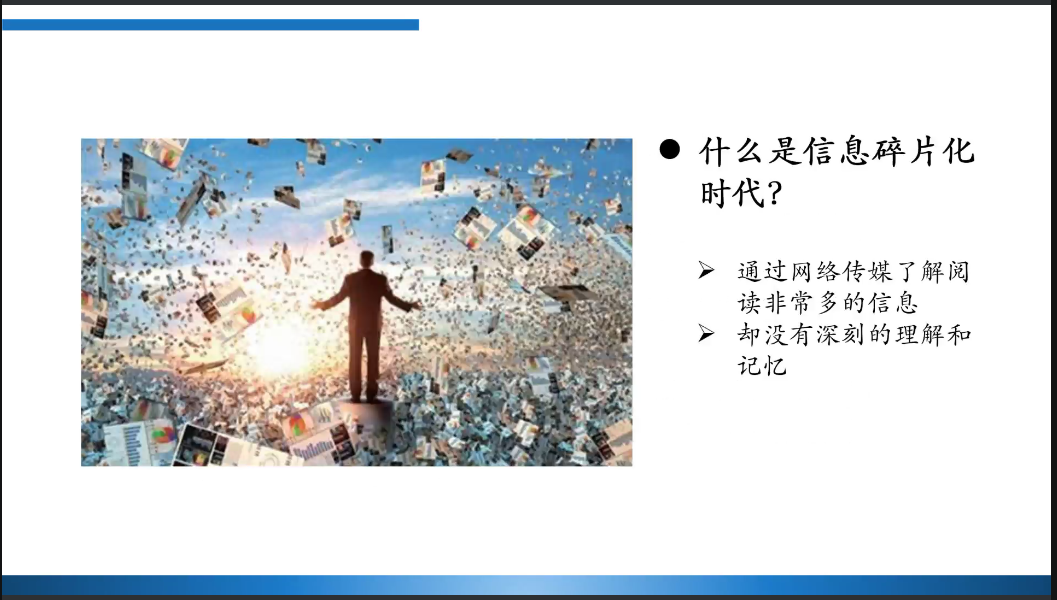 ● 什么是信息碎片化
时代？
➢ 通过网络传媒了解阅
读非常多的信息
➢ 却没有深刻的理解和
记忆